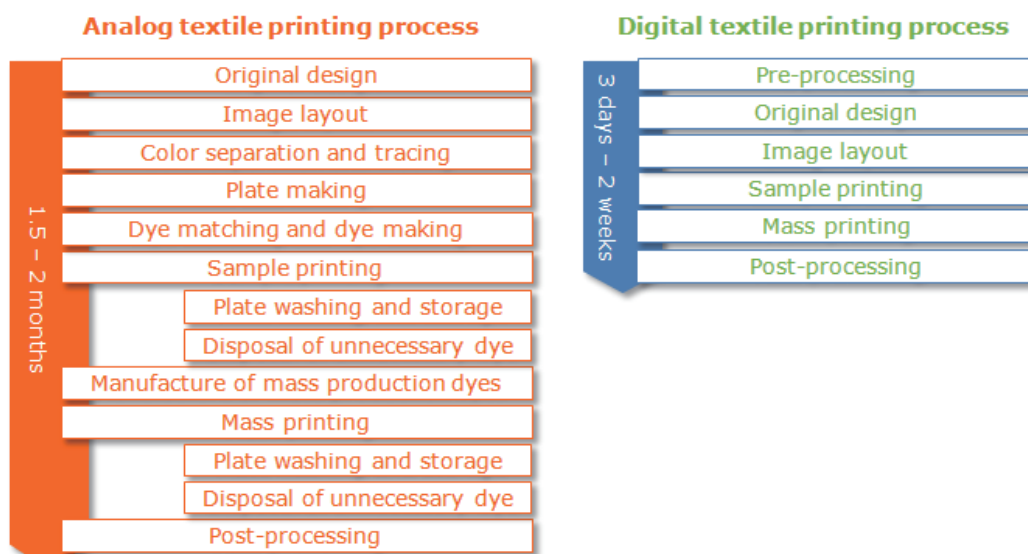 Analog textile printing process
1.5 – 2 months
Original design
Image layout
Color separation and tracing
Plate making
Dye matching and dye making
Sample printing
Plate washing and storage
Disposal of unnecessary dye
Manufacture of mass production dyes
Mass printing
Plate washing and storage
Disposal of unnecessary dye
Post-processing
Digital textile printing process
3 days – 2 weeks
Pre-processing
Original design
Image layout
Sample printing
Mass printing
Post-processing